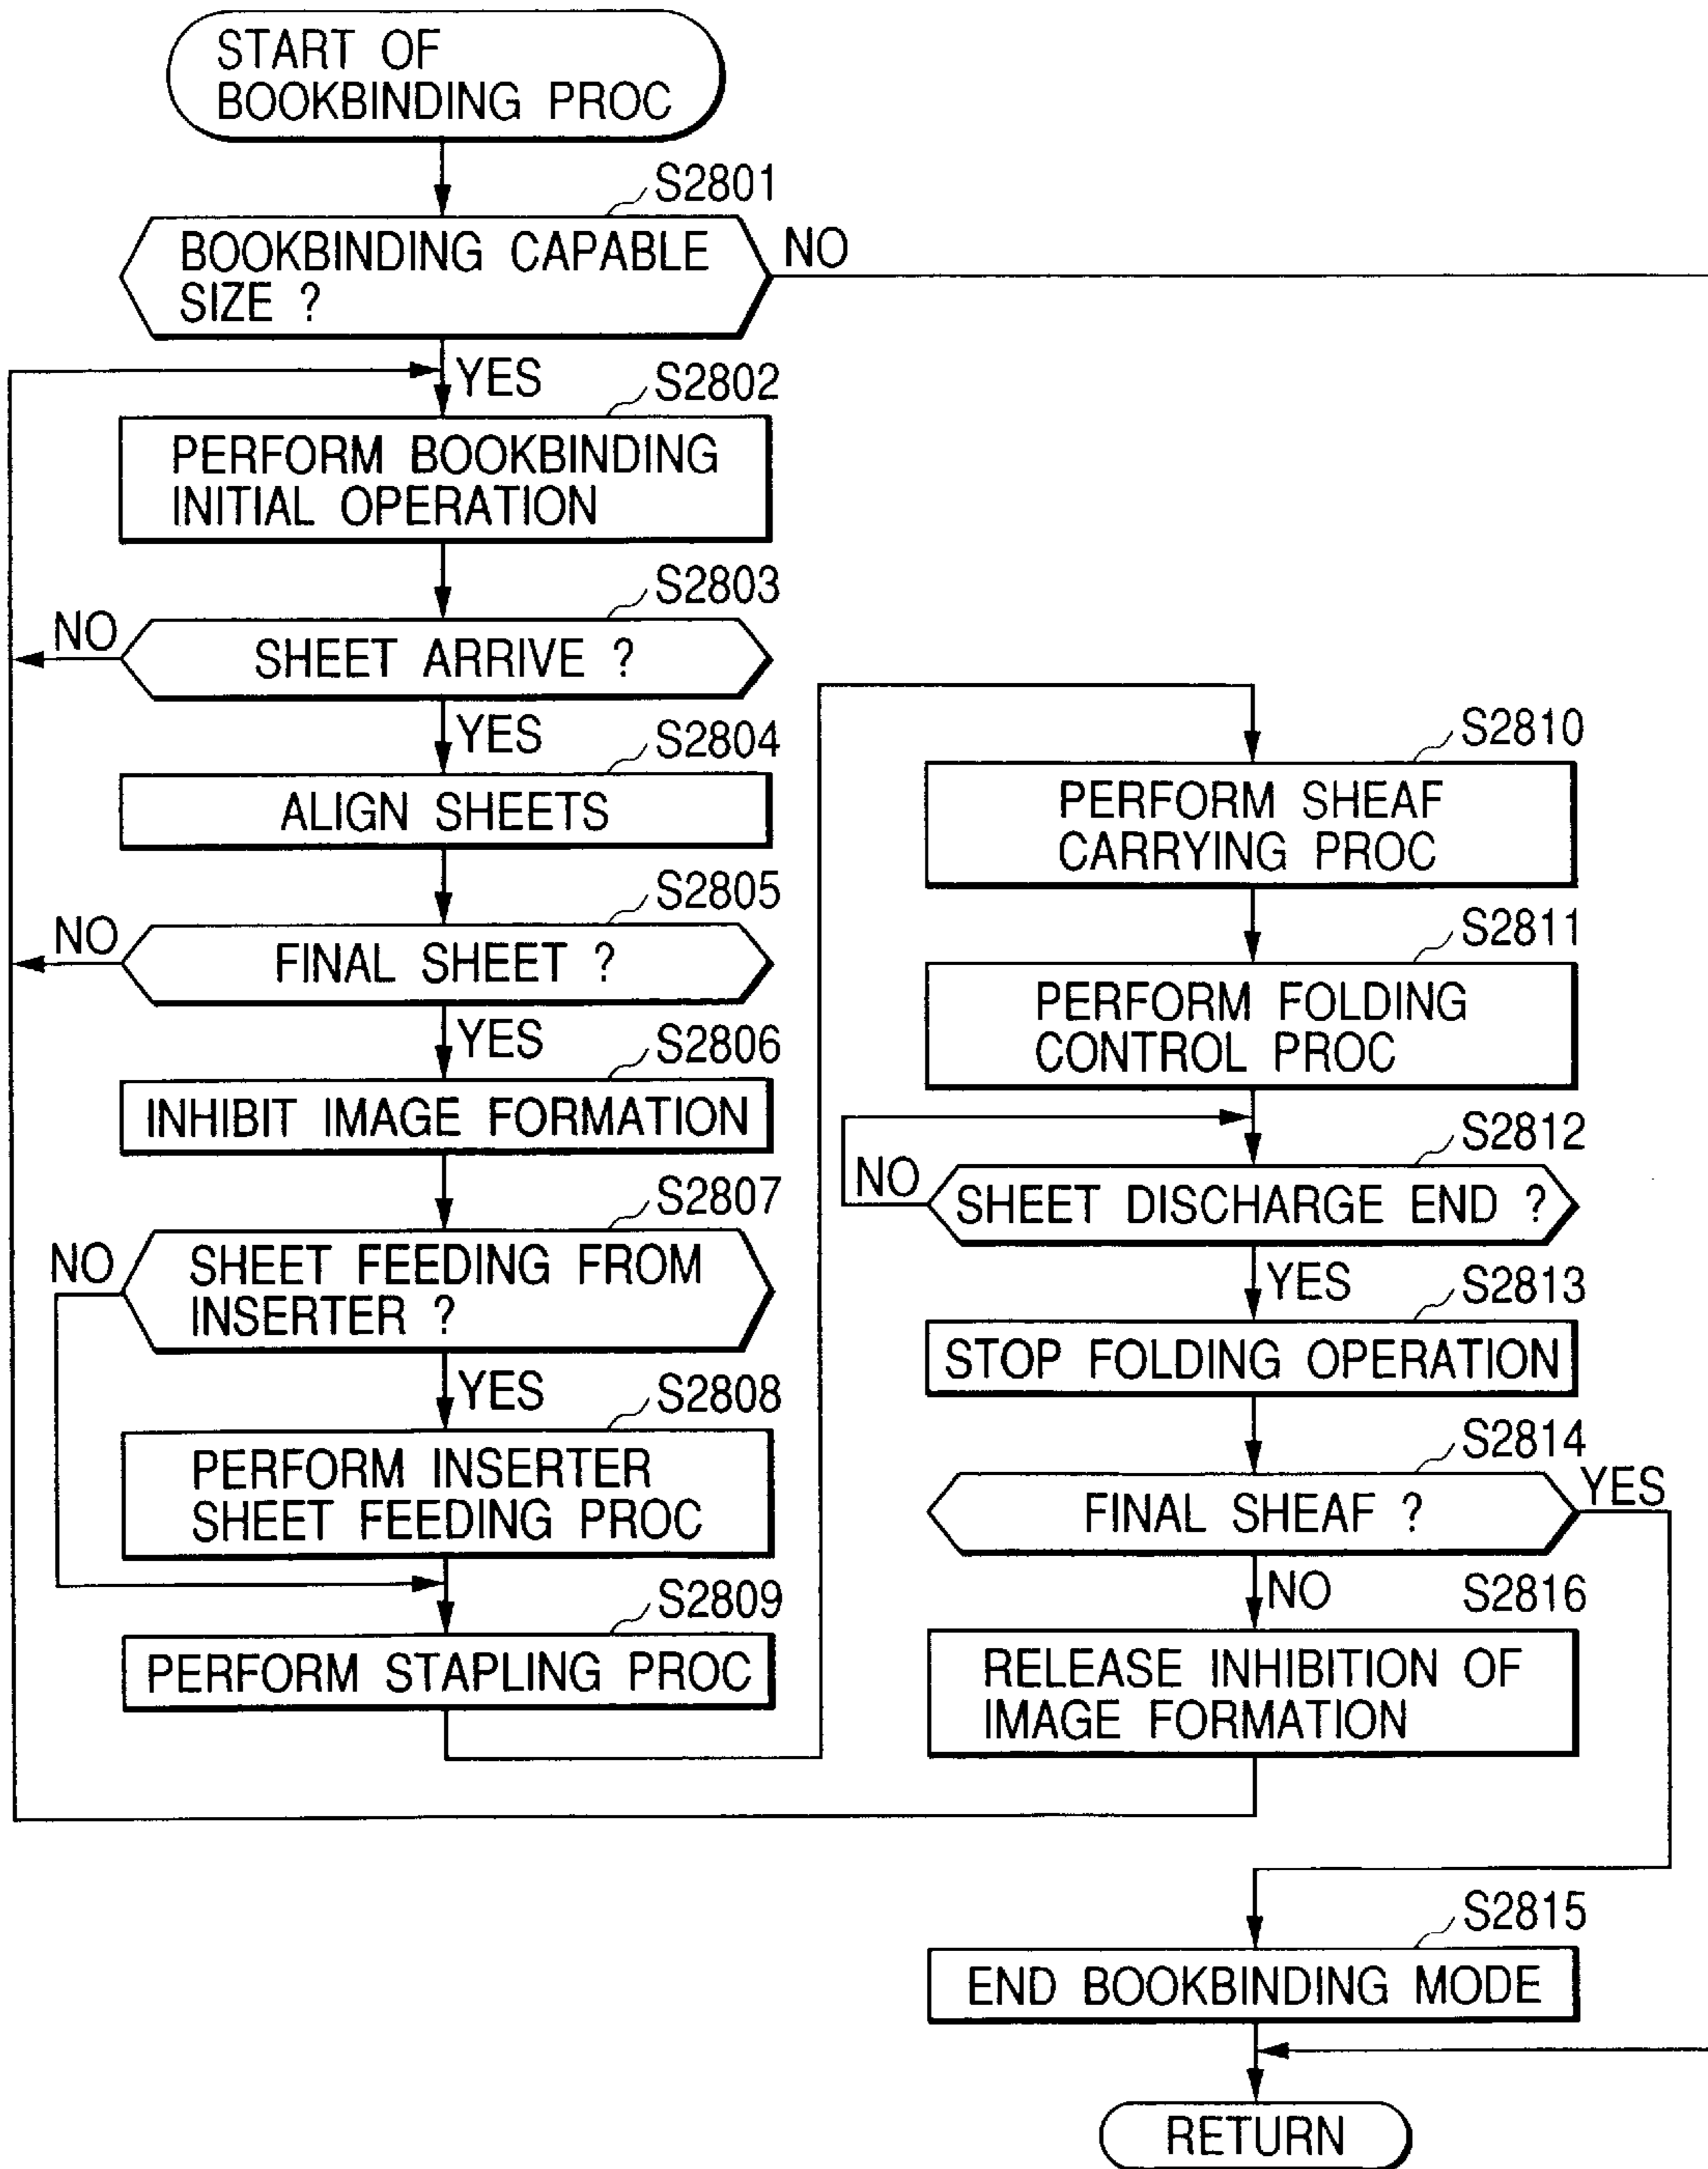 START OF
BOOKBINDING PROC
S2801
BOOKBINDING CAPABLE
SIZE ?
NO
YES
S2802
PERFORM BOOKBINDING
INITIAL OPERATION
S2803
NO
SHEET ARRIVE ?
YES
S2804
ALIGN SHEETS
S2805
NO
FINAL SHEET ?
YES
S2806
INHIBIT IMAGE FORMATION
S2807
NO
SHEET FEEDING FROM
INSERTER ?
YES
S2808
PERFORM INSERTER
SHEET FEEDING PROC
S2809
PERFORM STAPLING PROC
S2810
PERFORM SHEAF
CARRYING PROC
S2811
PERFORM FOLDING
CONTROL PROC
S2812
NO
SHEET DISCHARGE END ?
YES
S2813
STOP FOLDING OPERATION
S2814
YES
FINAL SHEAF ?
NO
S2816
RELEASE INHIBITION OF
IMAGE FORMATION
S2815
END BOOKBINDING MODE
RETURN